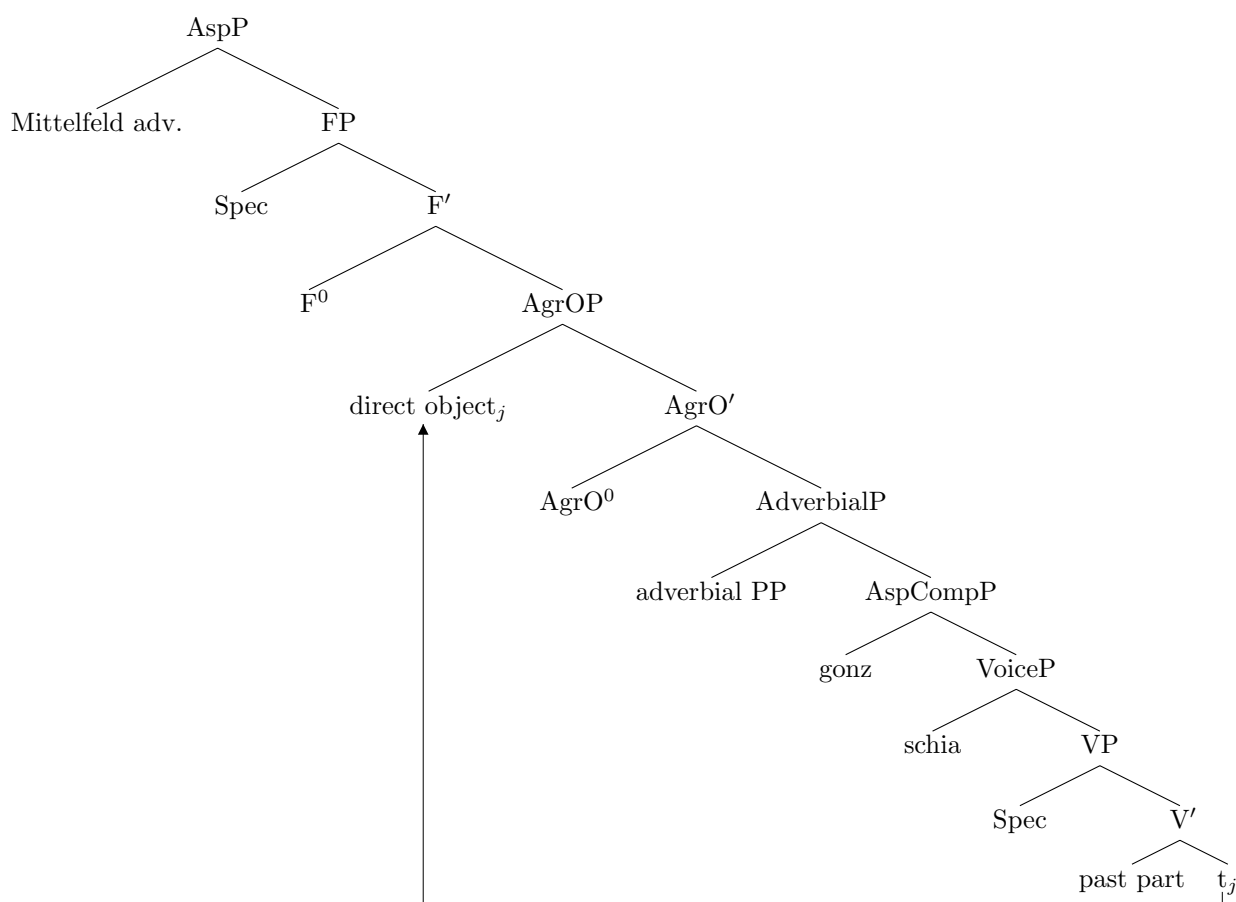 AspP
Mittelfeld adv. FP
Spec F′
F⁰ AgrOP
direct objectⱼ AgrO′
AgrO⁰ AdverbialP
adverbial PP AspCompP
gonz VoiceP
schia VP
Spec V′
past part tⱼ